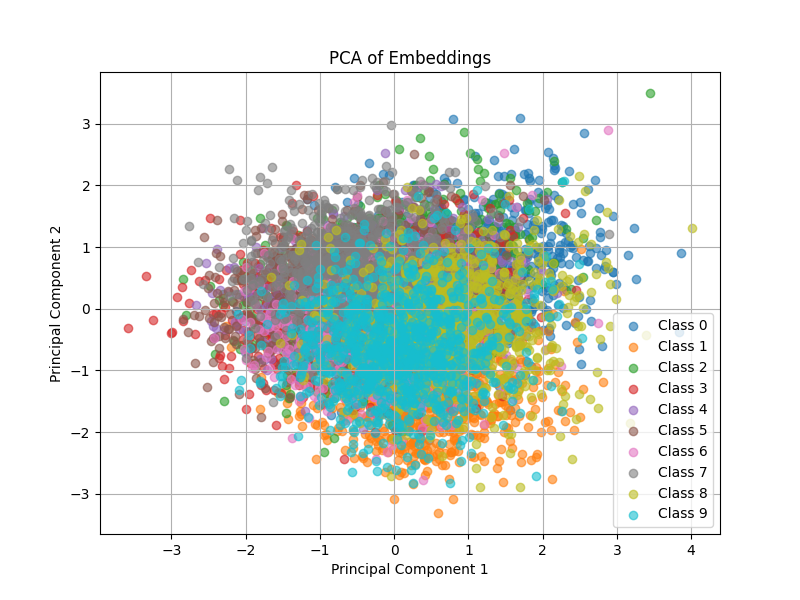 PCA of Embeddings
Principal Component 2
3
2
1
0
−1
−2
−3
−3
−2
−1
0
1
2
3
4
Principal Component 1
Class 0
Class 1
Class 2
Class 3
Class 4
Class 5
Class 6
Class 7
Class 8
Class 9